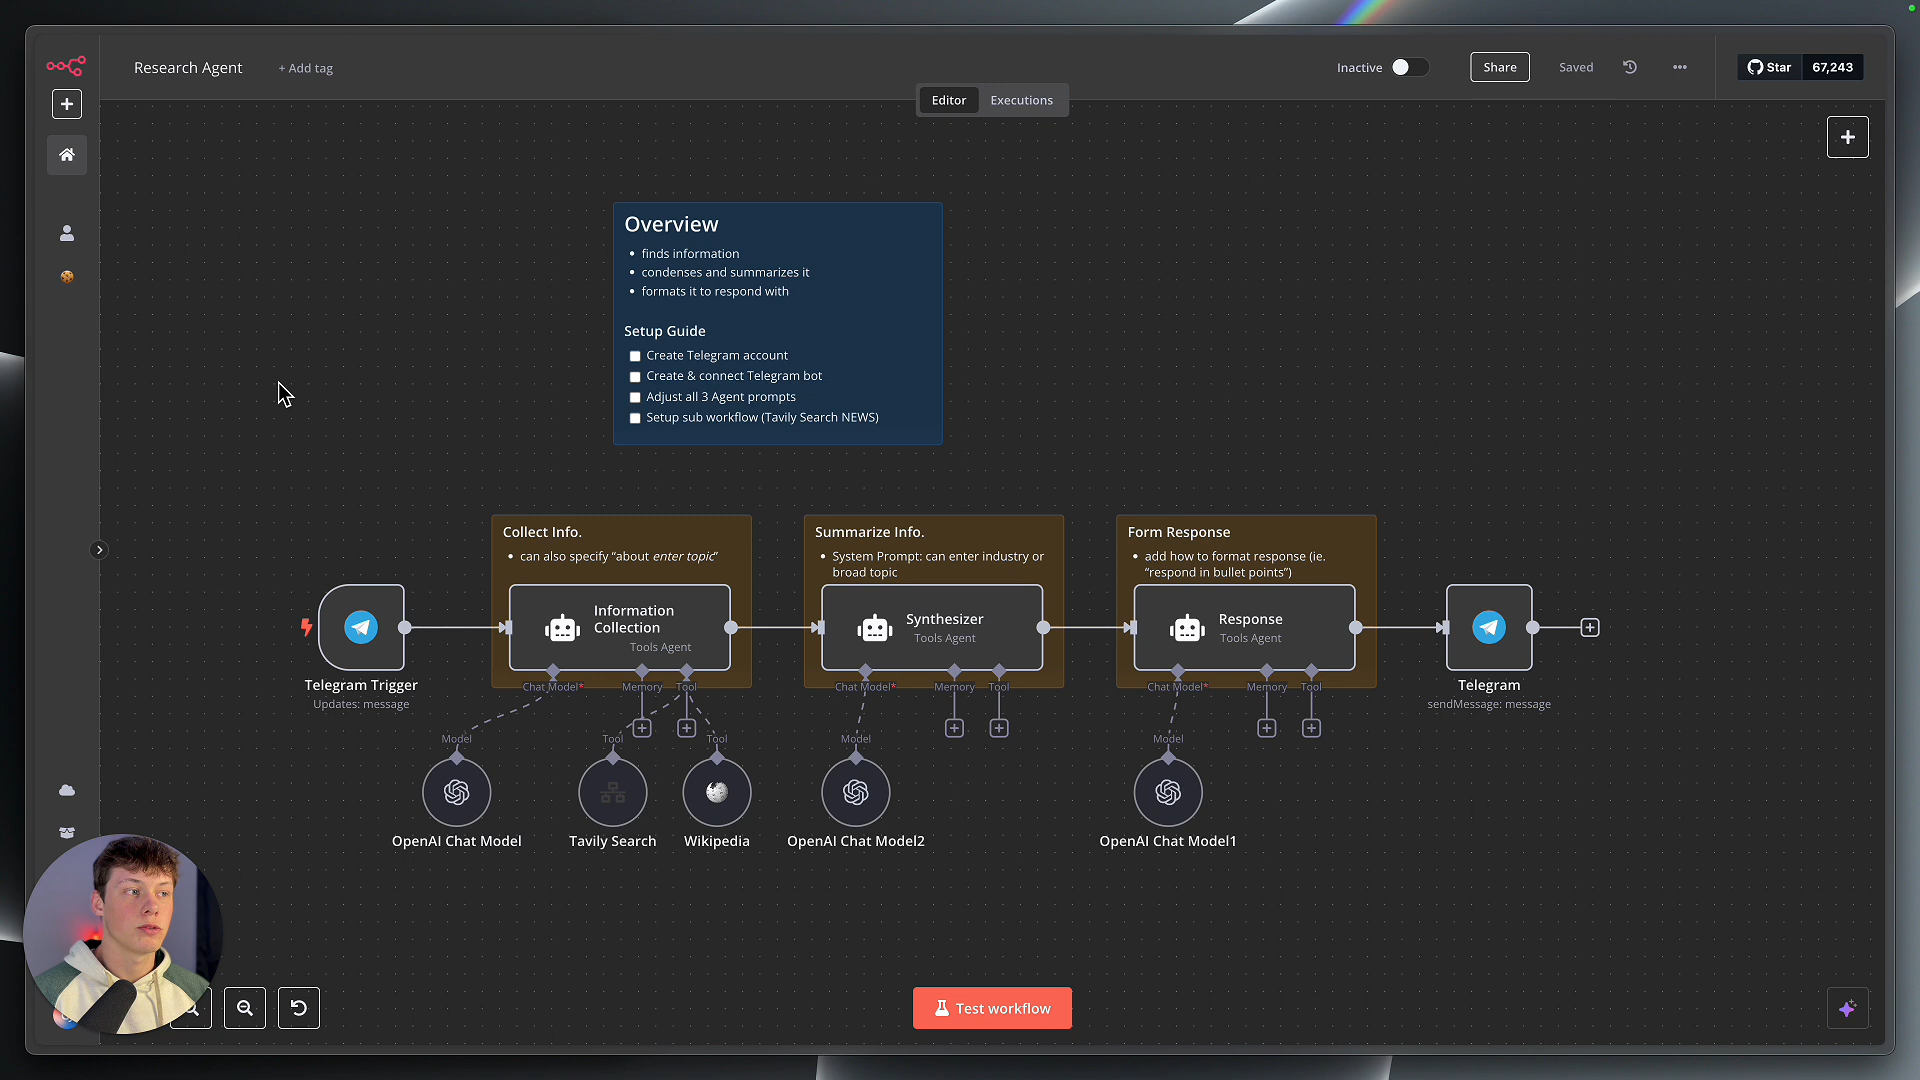 Research Agent
+ Add tag
Inactive
Share
Saved
Star
67,243
Editor
Executions
Overview
• finds information
• condenses and summarizes it
• formats it to respond with
Setup Guide
Create Telegram account
Create & connect Telegram bot
Adjust all 3 Agent prompts
Setup sub workflow (Tavily Search NEWS)
Collect Info.
• can also specify “about enter topic”
Information
Collection
Tools Agent
Chat Model*
Memory
Tool
Summarize Info.
• System Prompt: can enter industry or
broad topic
Synthesizer
Tools Agent
Chat Model*
Memory
Tool
Form Response
• add how to format response (ie.
“respond in bullet points”)
Response
Tools Agent
Chat Model*
Memory
Tool
Telegram Trigger
Updates: message
Telegram
sendMessage: message
Model
Tool
Tool
Model
Model
OpenAI Chat Model
Tavily Search
Wikipedia
OpenAI Chat Model2
OpenAI Chat Model1
Test workflow